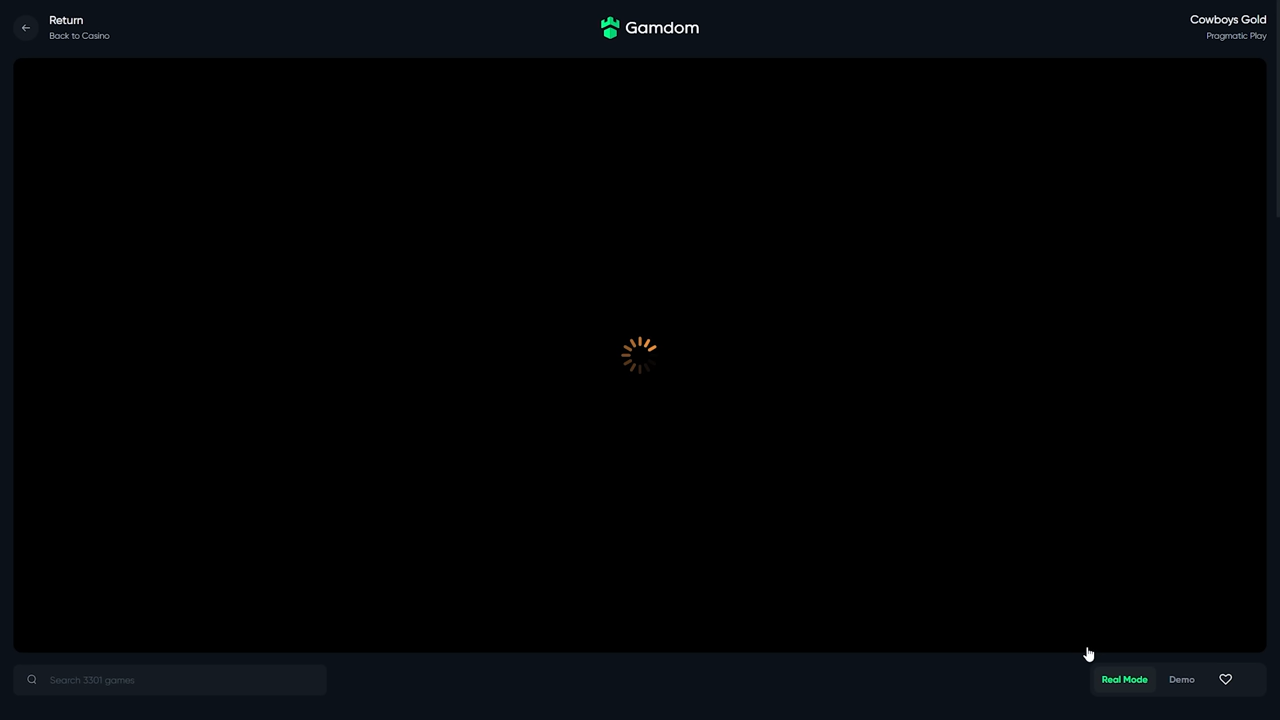 Return
Back to Casino
Gamdom
Cowboys Gold
Pragmatic Play
Search 3301 games
Real Mode
Demo